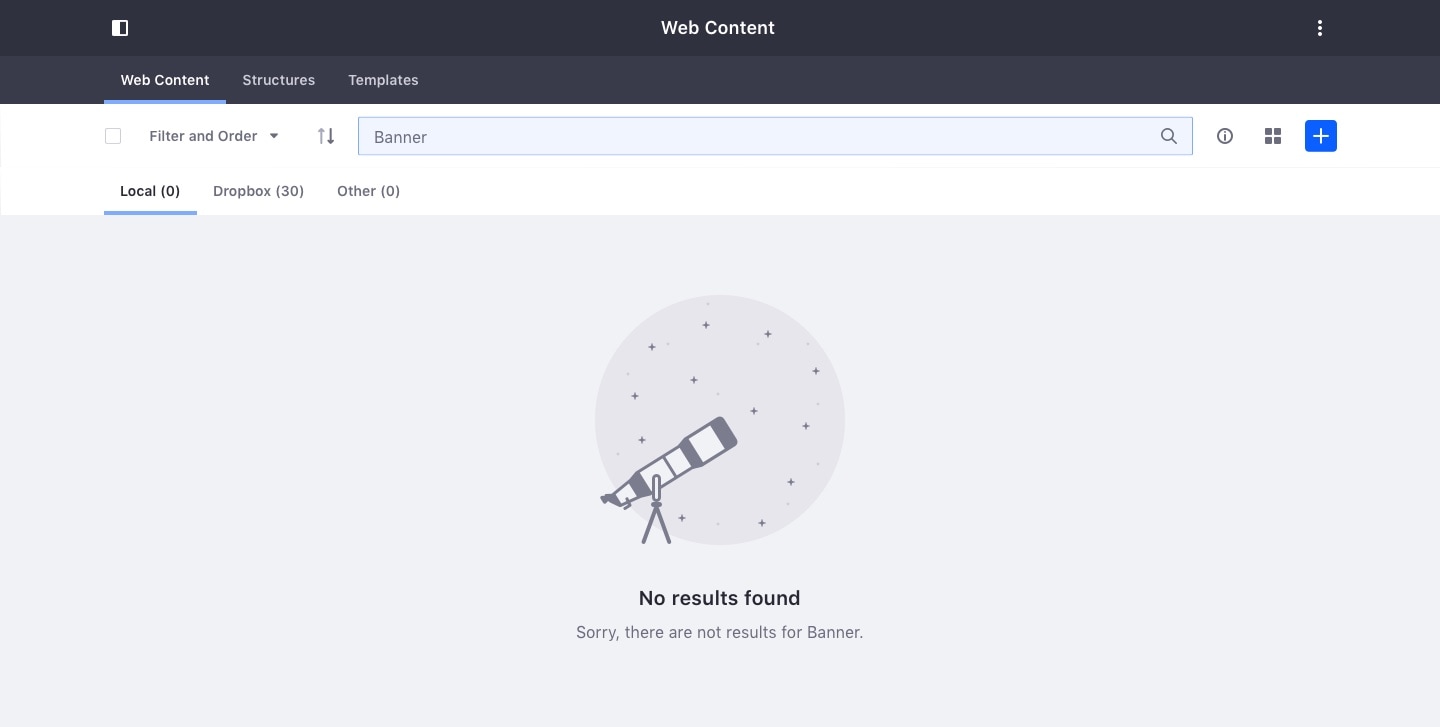 Web Content
Web Content Structures Templates
Filter and Order Banner
Local (0) Dropbox (30) Other (0)
No results found
Sorry, there are not results for Banner.